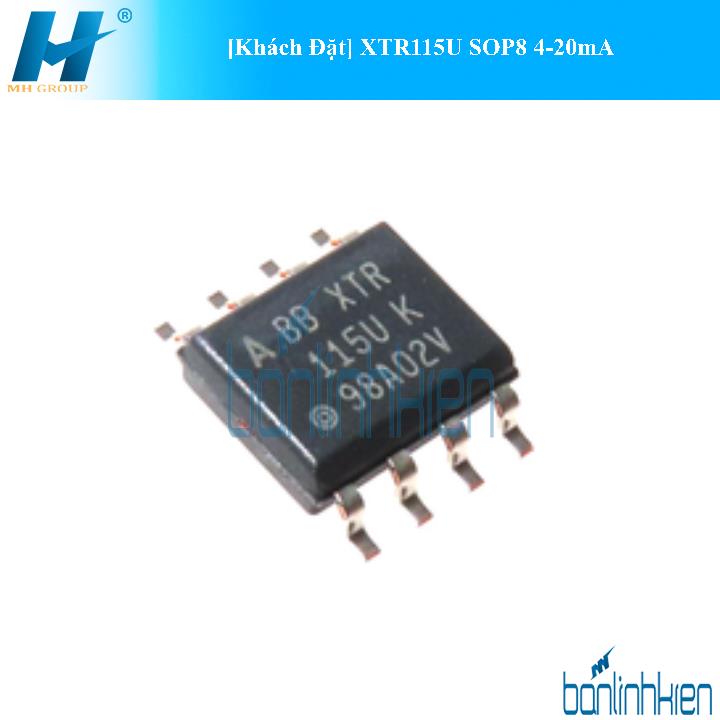 MH GROUP
®
[Khách Đặt] XTR115U SOP8 4-20mA
A BB XTR
115U K
98A02V
banlinhkien
banlinhkien